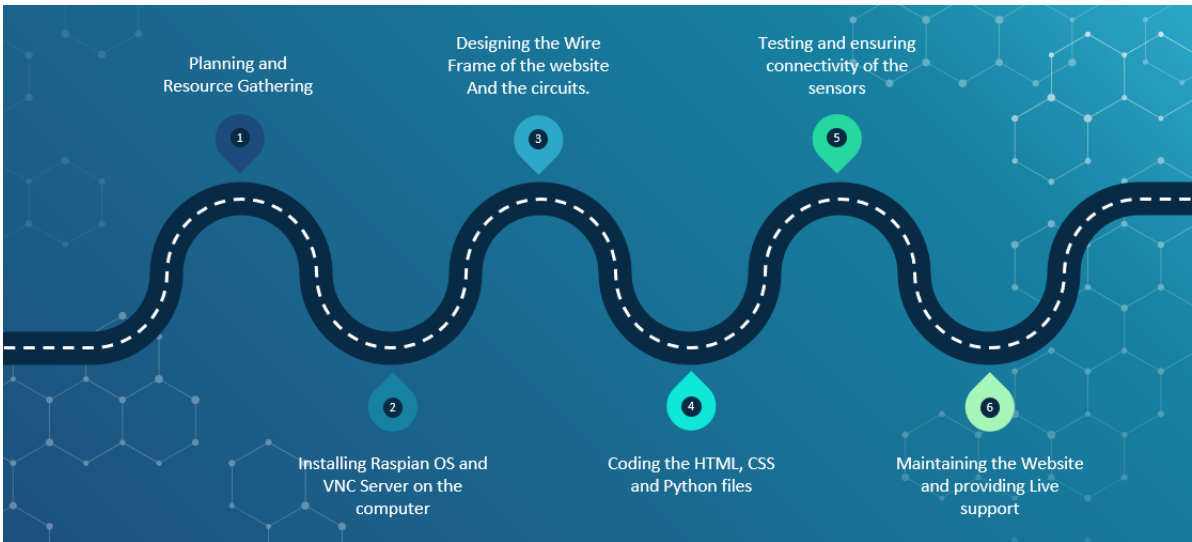 1
Planning and
Resource Gathering
2
Installing Raspian OS and
VNC Server on the
computer
3
Designing the Wire
Frame of the website
And the circuits.
4
Coding the HTML, CSS
and Python files
5
Testing and ensuring
connectivity of the
sensors
6
Maintaining the Website
and providing Live
support